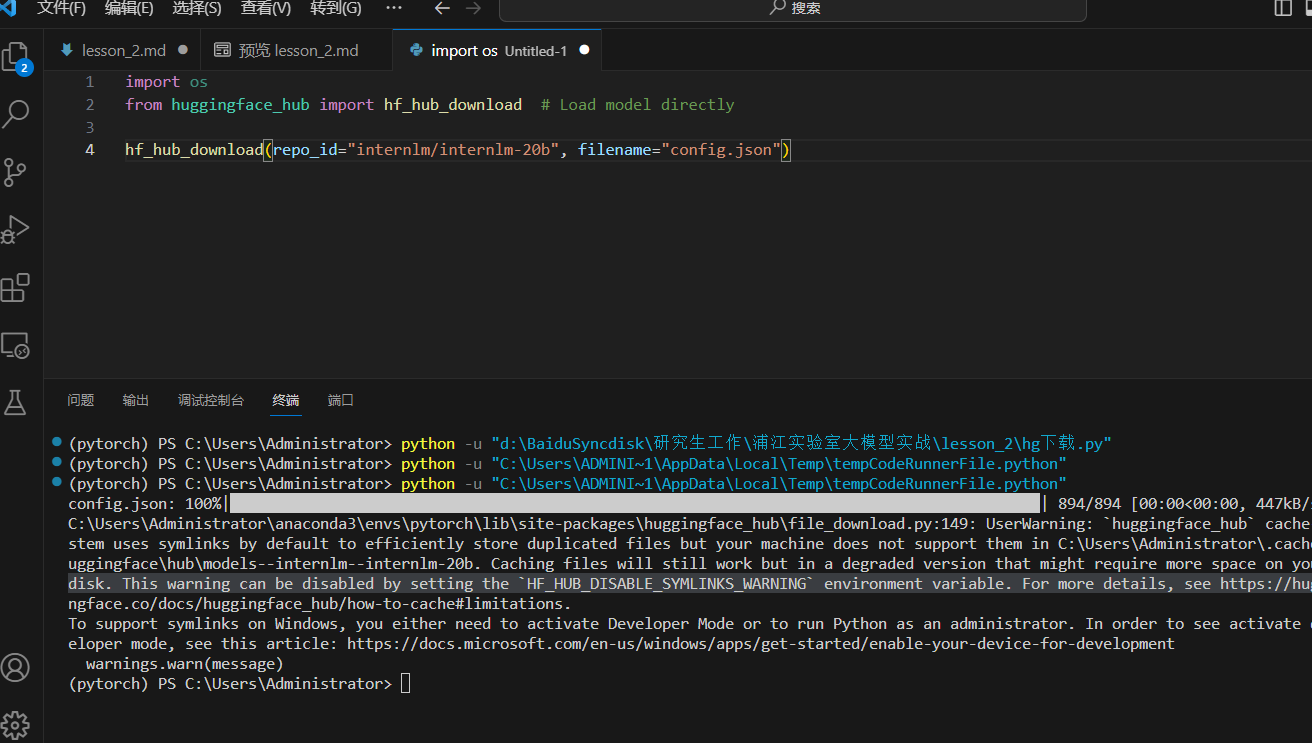 文件(F) 编辑(E) 选择(S) 查看(V) 转到(G) ··· ← → 搜索
lesson_2.md ● 预览 lesson_2.md import os Untitled-1 ●
2
1 import os
2 from huggingface_hub import hf_hub_download  # Load model directly
3
4 hf_hub_download(repo_id="internlm/internlm-20b", filename="config.json")
问题 输出 调试控制台 终端 端口
(pytorch) PS C:\Users\Administrator> python -u "d:\BaiduSyncdisk\研究生工作\浦江实验室大模型实战\lesson_2\hg下载.py"
(pytorch) PS C:\Users\Administrator> python -u "C:\Users\ADMINI~1\AppData\Local\Temp\tempCodeRunnerFile.python"
(pytorch) PS C:\Users\Administrator> python -u "C:\Users\ADMINI~1\AppData\Local\Temp\tempCodeRunnerFile.python"
config.json: 100%| | 894/894 [00:00<00:00, 447kB/
C:\Users\Administrator\anaconda3\envs\pytorch\lib\site-packages\huggingface_hub\file_download.py:149: UserWarning: `huggingface_hub` cache
stem uses symlinks by default to efficiently store duplicated files but your machine does not support them in C:\Users\Administrator\.cache
uggingface\hub\models--internlm--internlm-20b. Caching files will still work but in a degraded version that might require more space on you
disk. This warning can be disabled by setting the `HF_HUB_DISABLE_SYMLINKS_WARNING` environment variable. For more details, see https://hug
ngface.co/docs/huggingface_hub/how-to-cache#limitations.
To support symlinks on Windows, you either need to activate Developer Mode or to run Python as an administrator. In order to see activate
eloper mode, see this article: https://docs.microsoft.com/en-us/windows/apps/get-started/enable-your-device-for-development
warnings.warn(message)
(pytorch) PS C:\Users\Administrator>